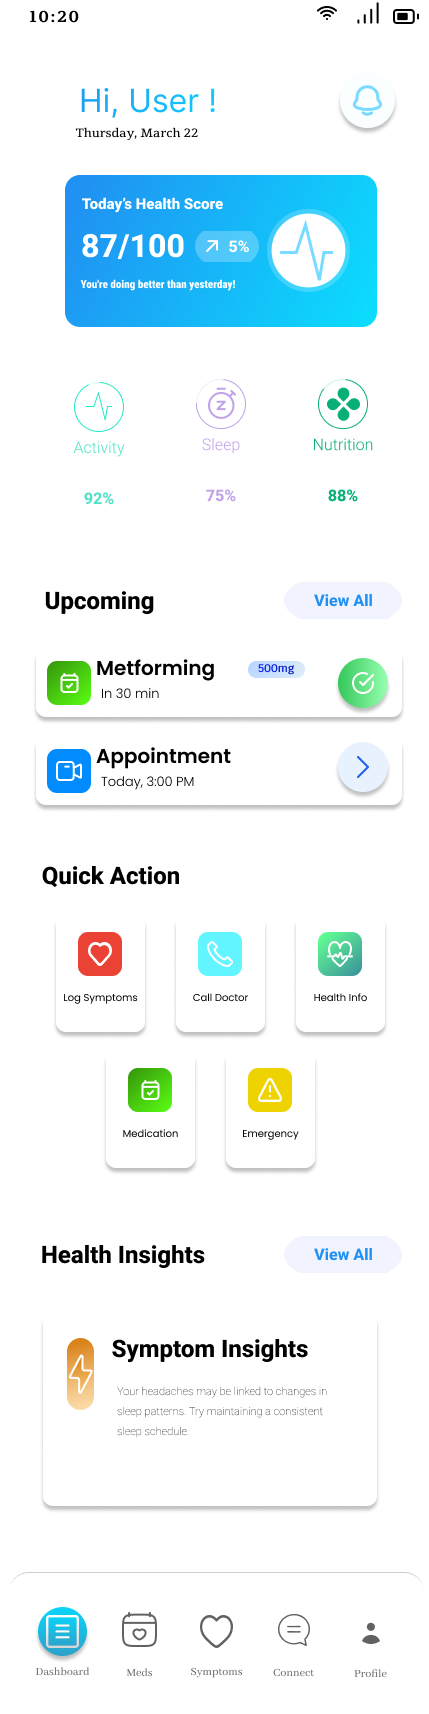 10:20
Hi, User !
Thursday, March 22
Today's Health Score
87/100 5%
You're doing better than yesterday!
Activity Sleep Nutrition
92% 75% 88%
Upcoming View All
Metforming 500mg
In 30 min
Appointment
Today, 3:00 PM
Quick Action
Log Symptoms Call Doctor Health Info
Medication Emergency
Health Insights View All
Symptom Insights
Your headaches may be linked to changes in
sleep patterns. Try maintaining a consistent
sleep schedule.
Dashboard Meds Symptoms Connect Profile